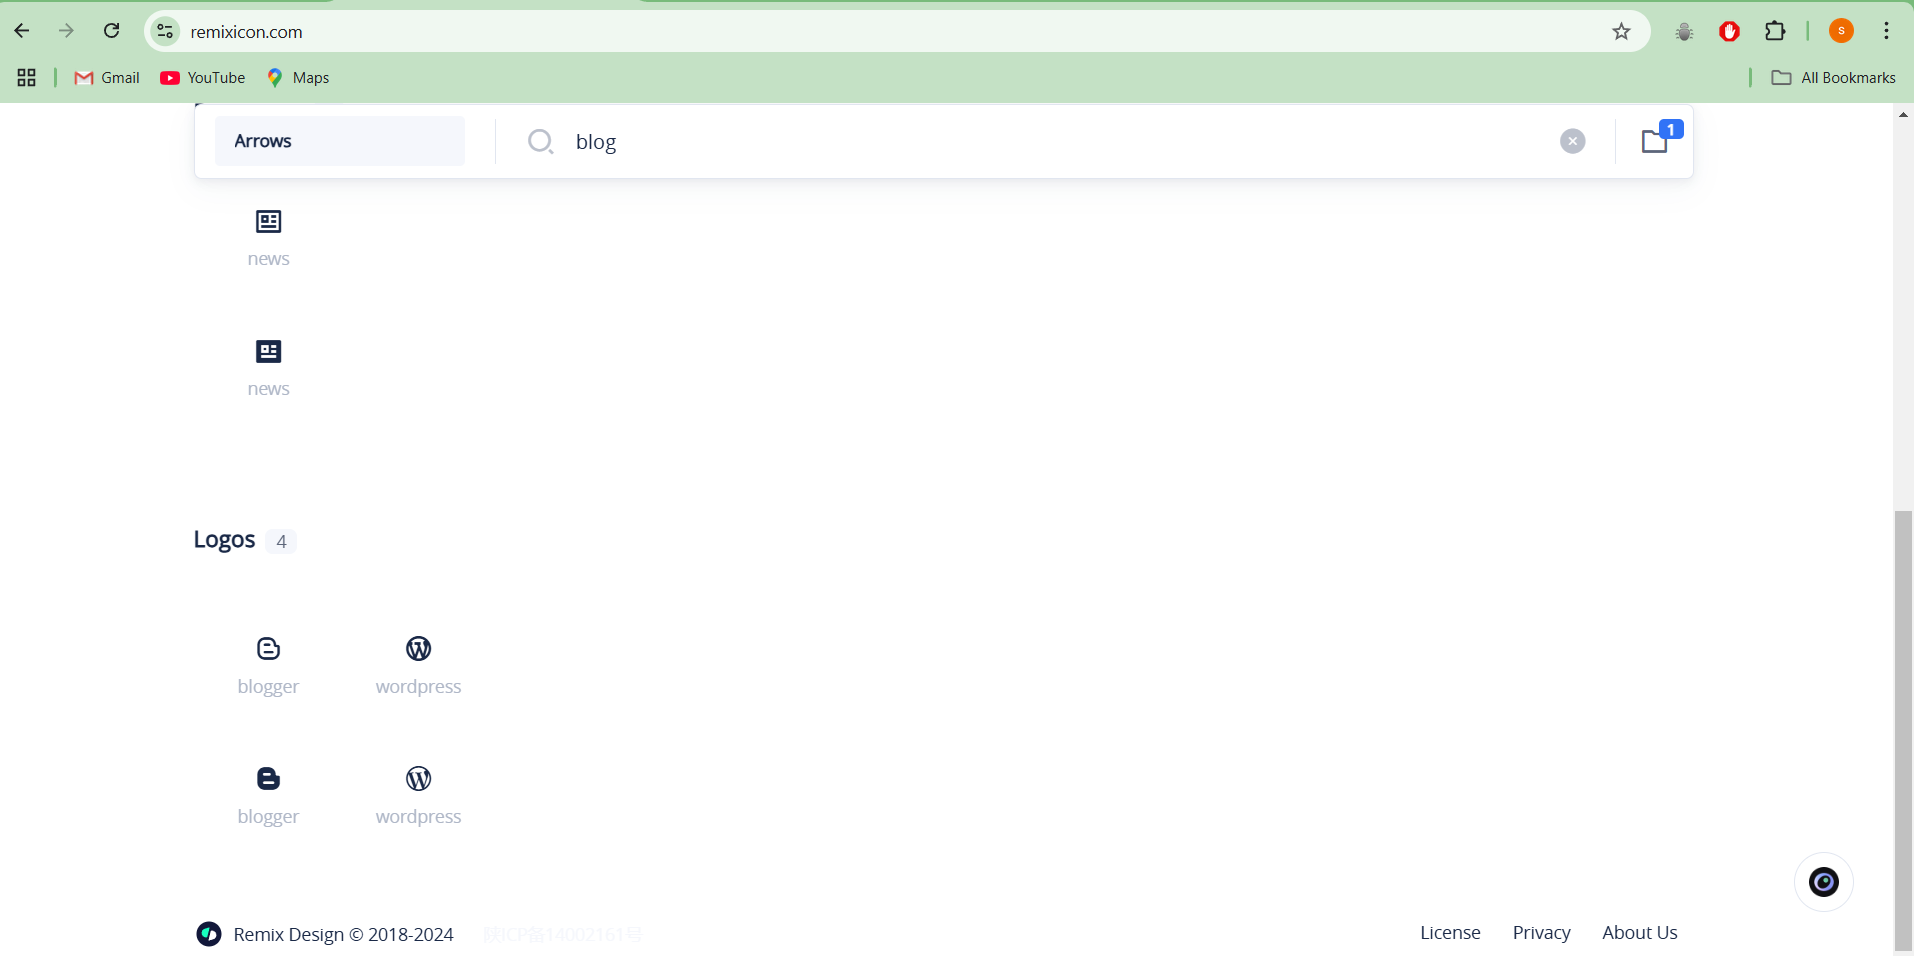 remixicon.com
S
Gmail YouTube Maps All Bookmarks
Arrows blog 1
news
news
Logos 4
blogger wordpress
blogger wordpress
Remix Design © 2018-2024 陕ICP备14002161号 License Privacy About Us